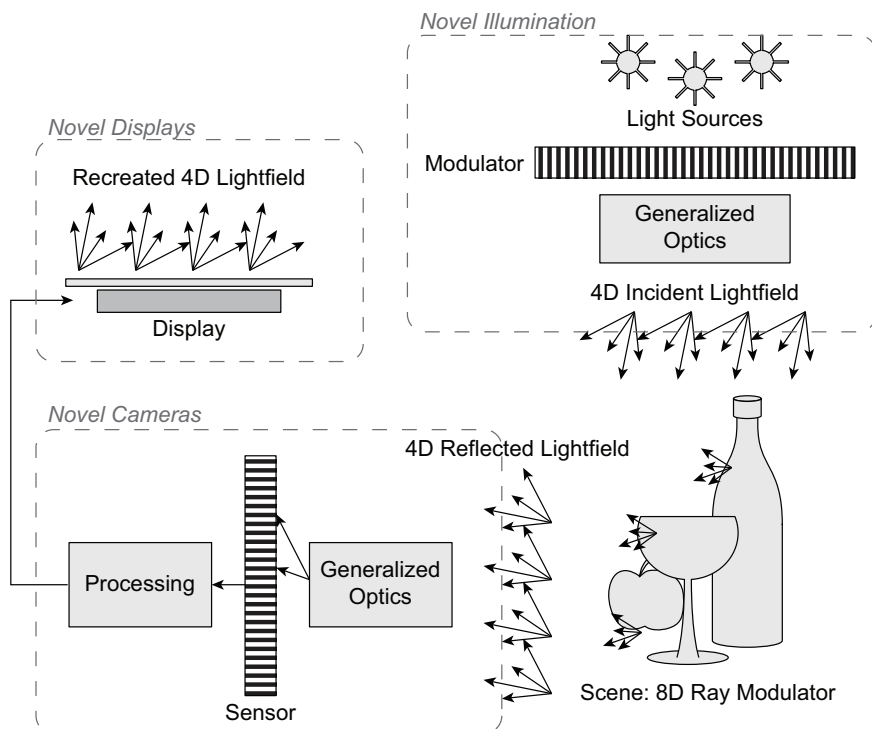 Novel Illumination
Light Sources
Modulator
Generalized
Optics
4D Incident Lightfield
Novel Displays
Recreated 4D Lightfield
Display
Novel Cameras
4D Reflected Lightfield
Processing
Generalized
Optics
Sensor
Scene: 8D Ray Modulator